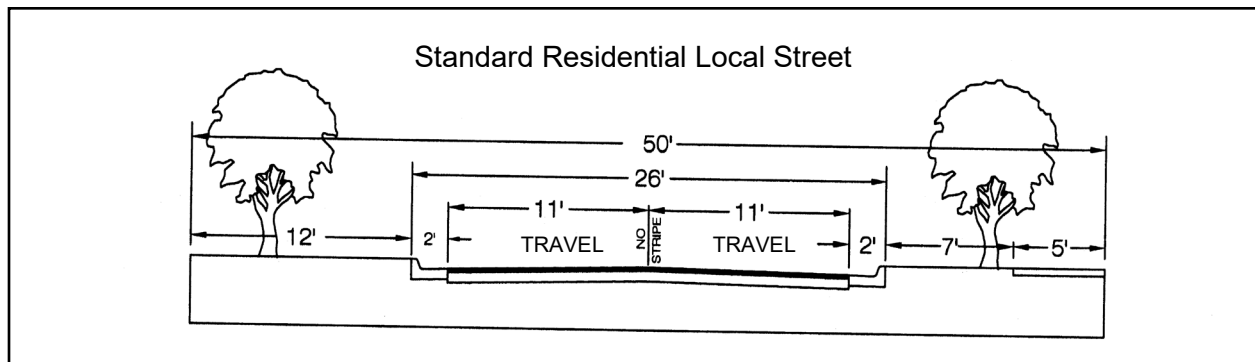 Standard Residential Local Street
50'
26'
11' 11'
12' 2' TRAVEL NO STRIPE TRAVEL 2' 7' 5'